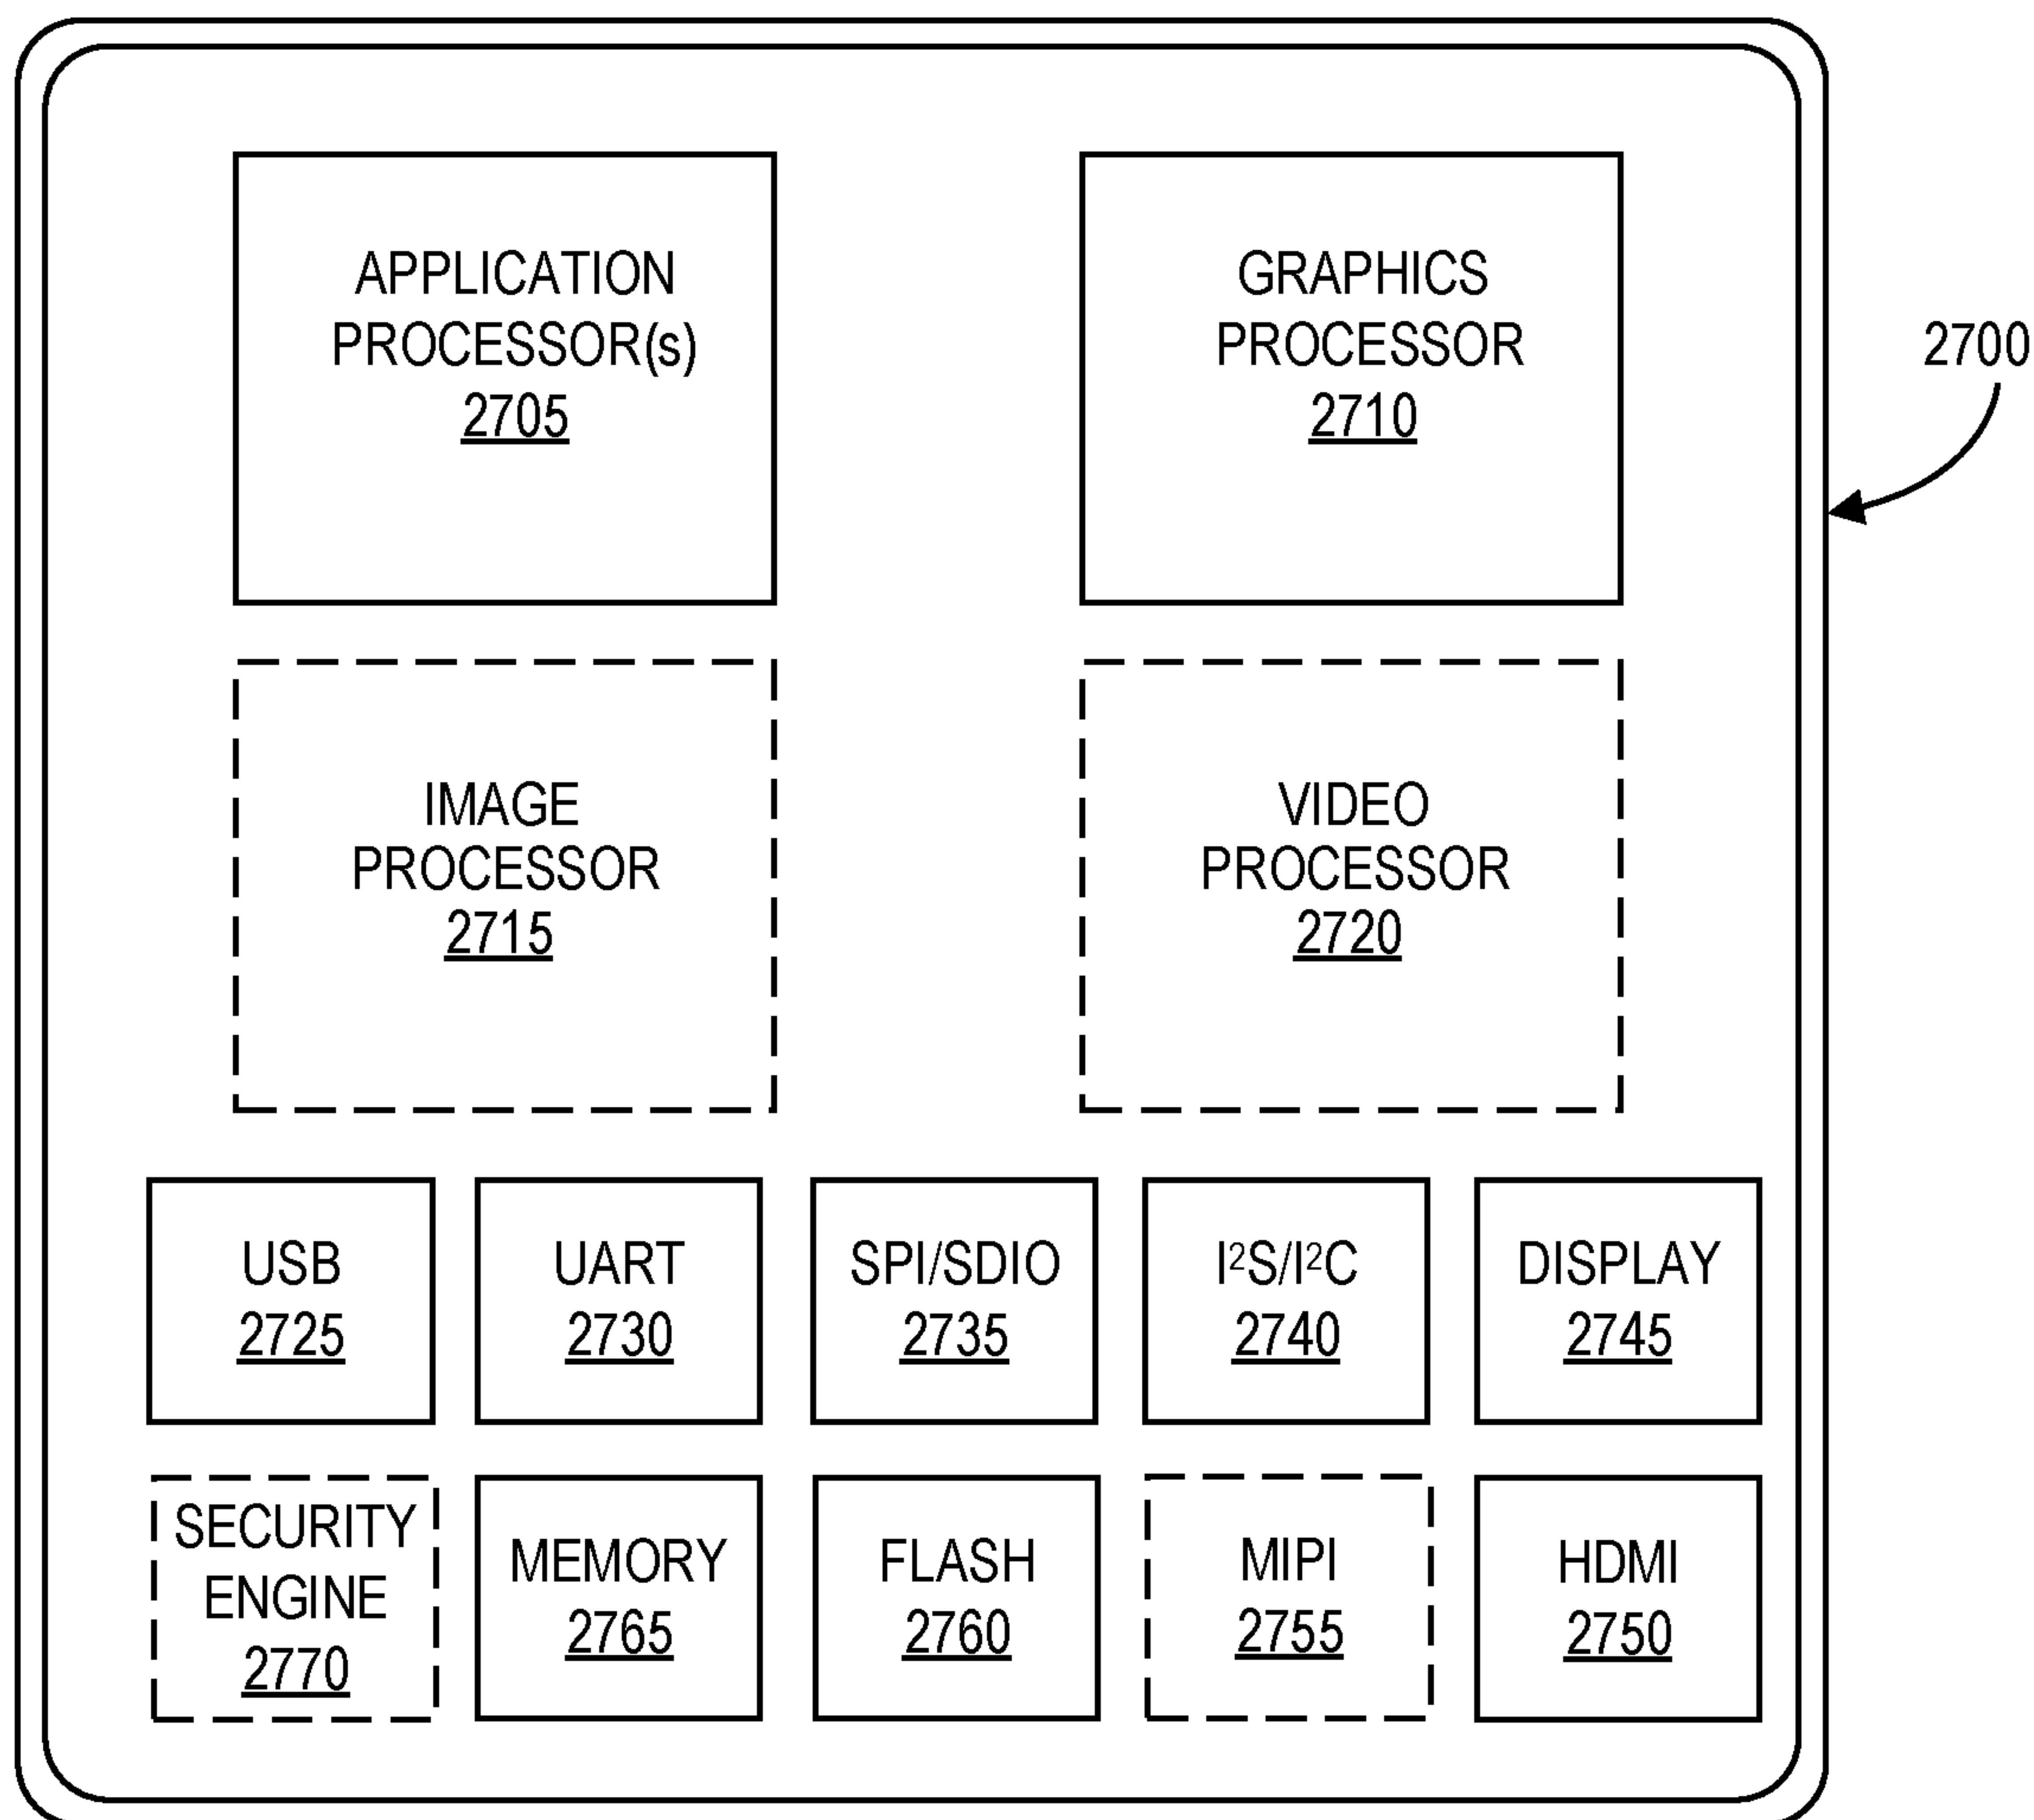 APPLICATION
PROCESSOR(s)
2705
GRAPHICS
PROCESSOR
2710
2700
IMAGE
PROCESSOR
2715
VIDEO
PROCESSOR
2720
USB
2725
UART
2730
SPI/SDIO
2735
I²S/I²C
2740
DISPLAY
2745
SECURITY
ENGINE
2770
MEMORY
2765
FLASH
2760
MIPI
2755
HDMI
2750